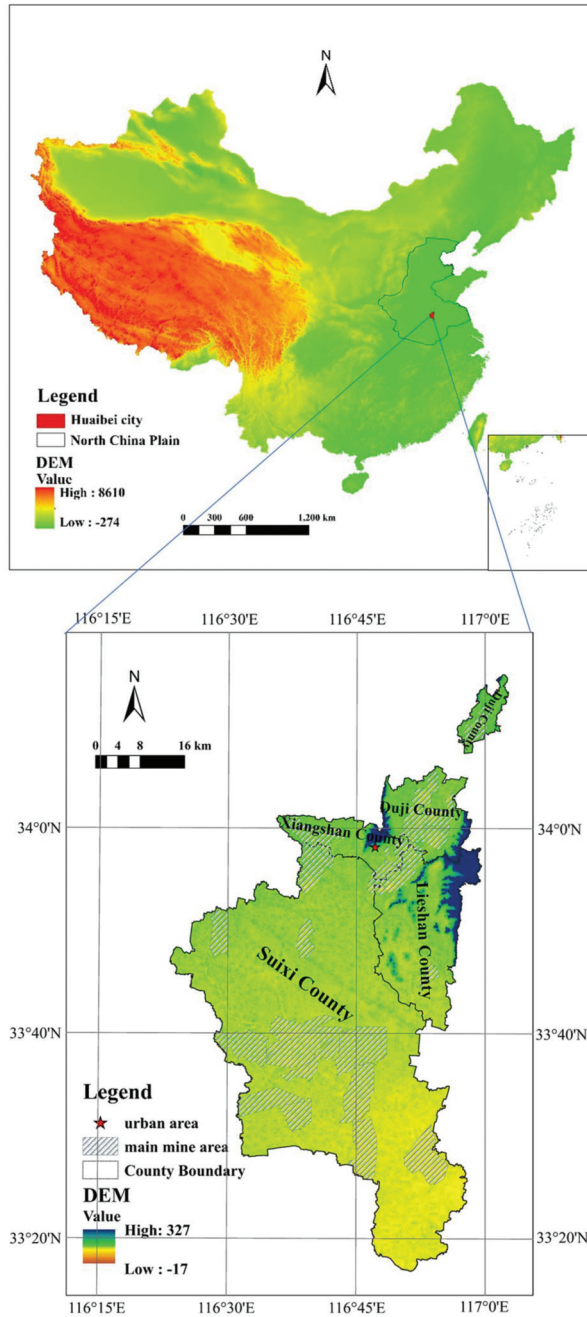 N
Legend
Huaibei city
North China Plain
DEM
Value
High : 8610
Low : -274
0 300 600 1,200 km
116°15'E 116°30'E 116°45'E 117°0'E
N
0 4 8 16 km
Duji County
Duji County
34°0'N Xiangshan County 34°0'N
Lieshan County
Suixi County
33°40'N 33°40'N
Legend
urban area
main mine area
County Boundary
DEM
Value
High: 327
Low : -17
33°20'N 33°20'N
116°15'E 116°30'E 116°45'E 117°0'E